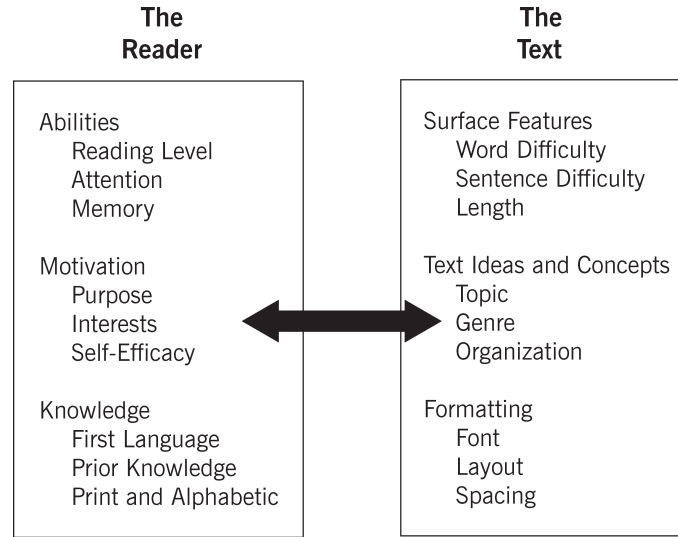 The
Reader
Abilities
Reading Level
Attention
Memory
Motivation
Purpose
Interests
Self-Efficacy
Knowledge
First Language
Prior Knowledge
Print and Alphabetic
The
Text
Surface Features
Word Difficulty
Sentence Difficulty
Length
Text Ideas and Concepts
Topic
Genre
Organization
Formatting
Font
Layout
Spacing